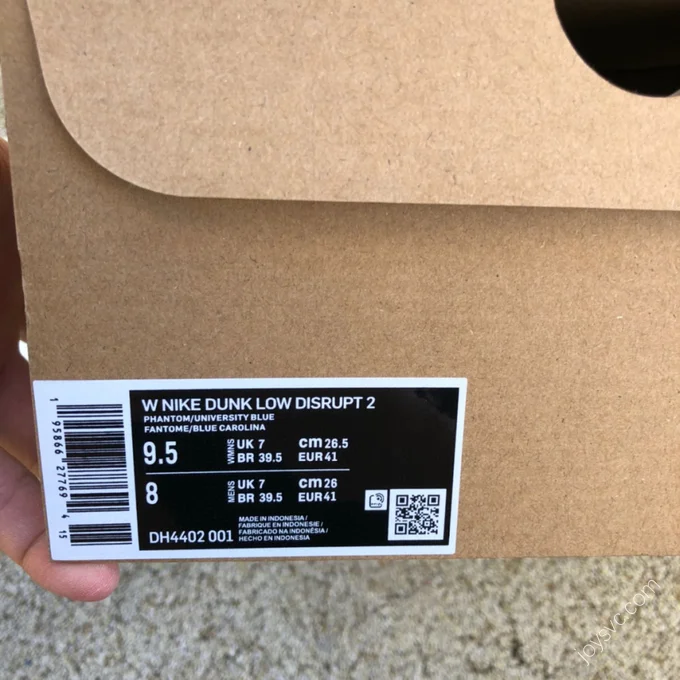 W NIKE DUNK LOW DISRUPT 2
PHANTOM/UNIVERSITY BLUE
FANTOME/BLUE CAROLINA
9.5 WMNS UK 7 cm 26.5
BR 39.5 EUR 41
8 MENS UK 7 cm 26
BR 39.5 EUR 41
DH4402 001
MADE IN INDONESIA /
FABRIQUE EN INDONESIE /
FABRICADO NA INDONÉSIA /
HECHO EN INDONESIA
1 95866 27769 4 15
joysvc.com